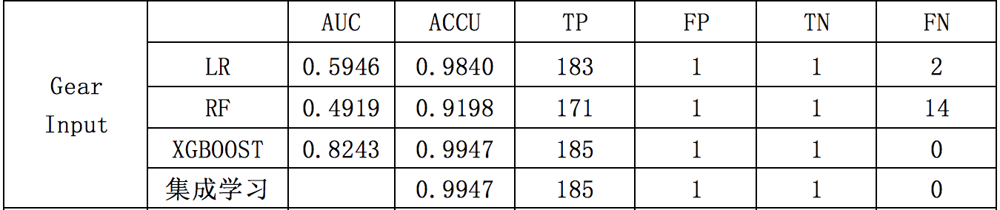 AUC ACCU TP FP TN FN
Gear
Input
LR 0.5946 0.9840 183 1 1 2
RF 0.4919 0.9198 171 1 1 14
XGBOOST 0.8243 0.9947 185 1 1 0
集成学习 0.9947 185 1 1 0